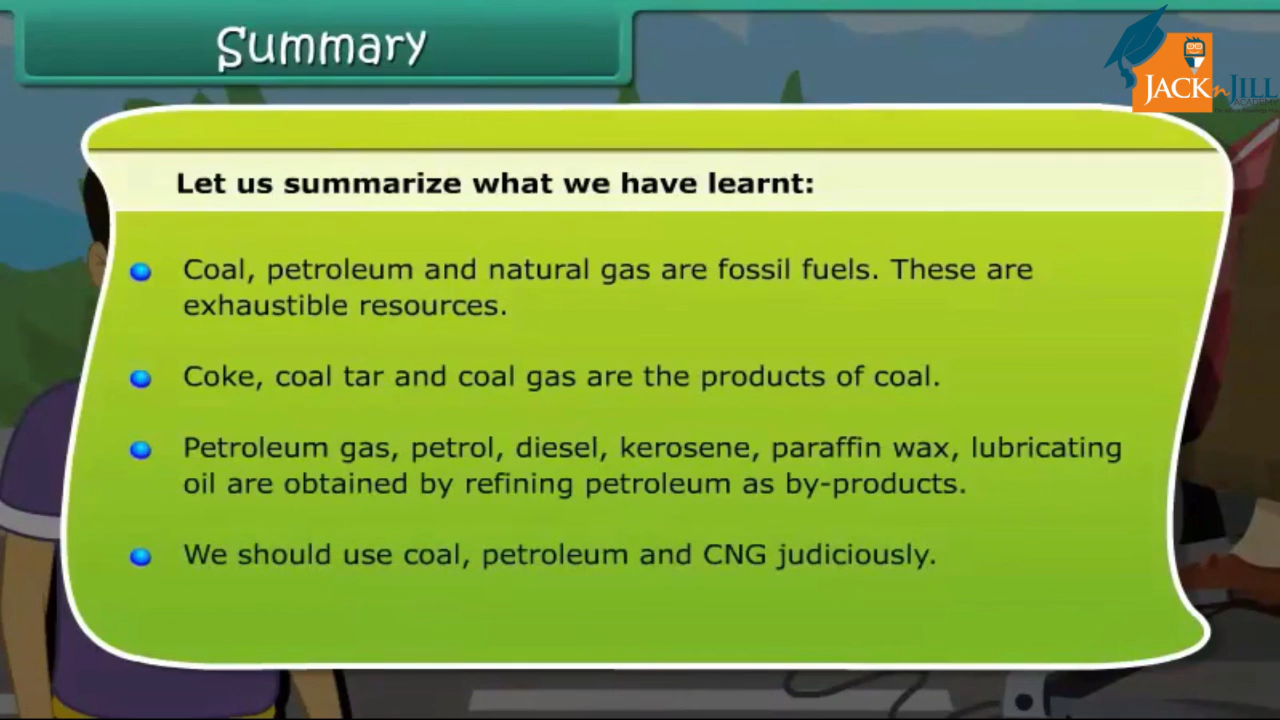 Summary
JACKnJILL
ACADEMY
Let us summarize what we have learnt:
Coal, petroleum and natural gas are fossil fuels. These are
exhaustible resources.
Coke, coal tar and coal gas are the products of coal.
Petroleum gas, petrol, diesel, kerosene, paraffin wax, lubricating
oil are obtained by refining petroleum as by-products.
We should use coal, petroleum and CNG judiciously.